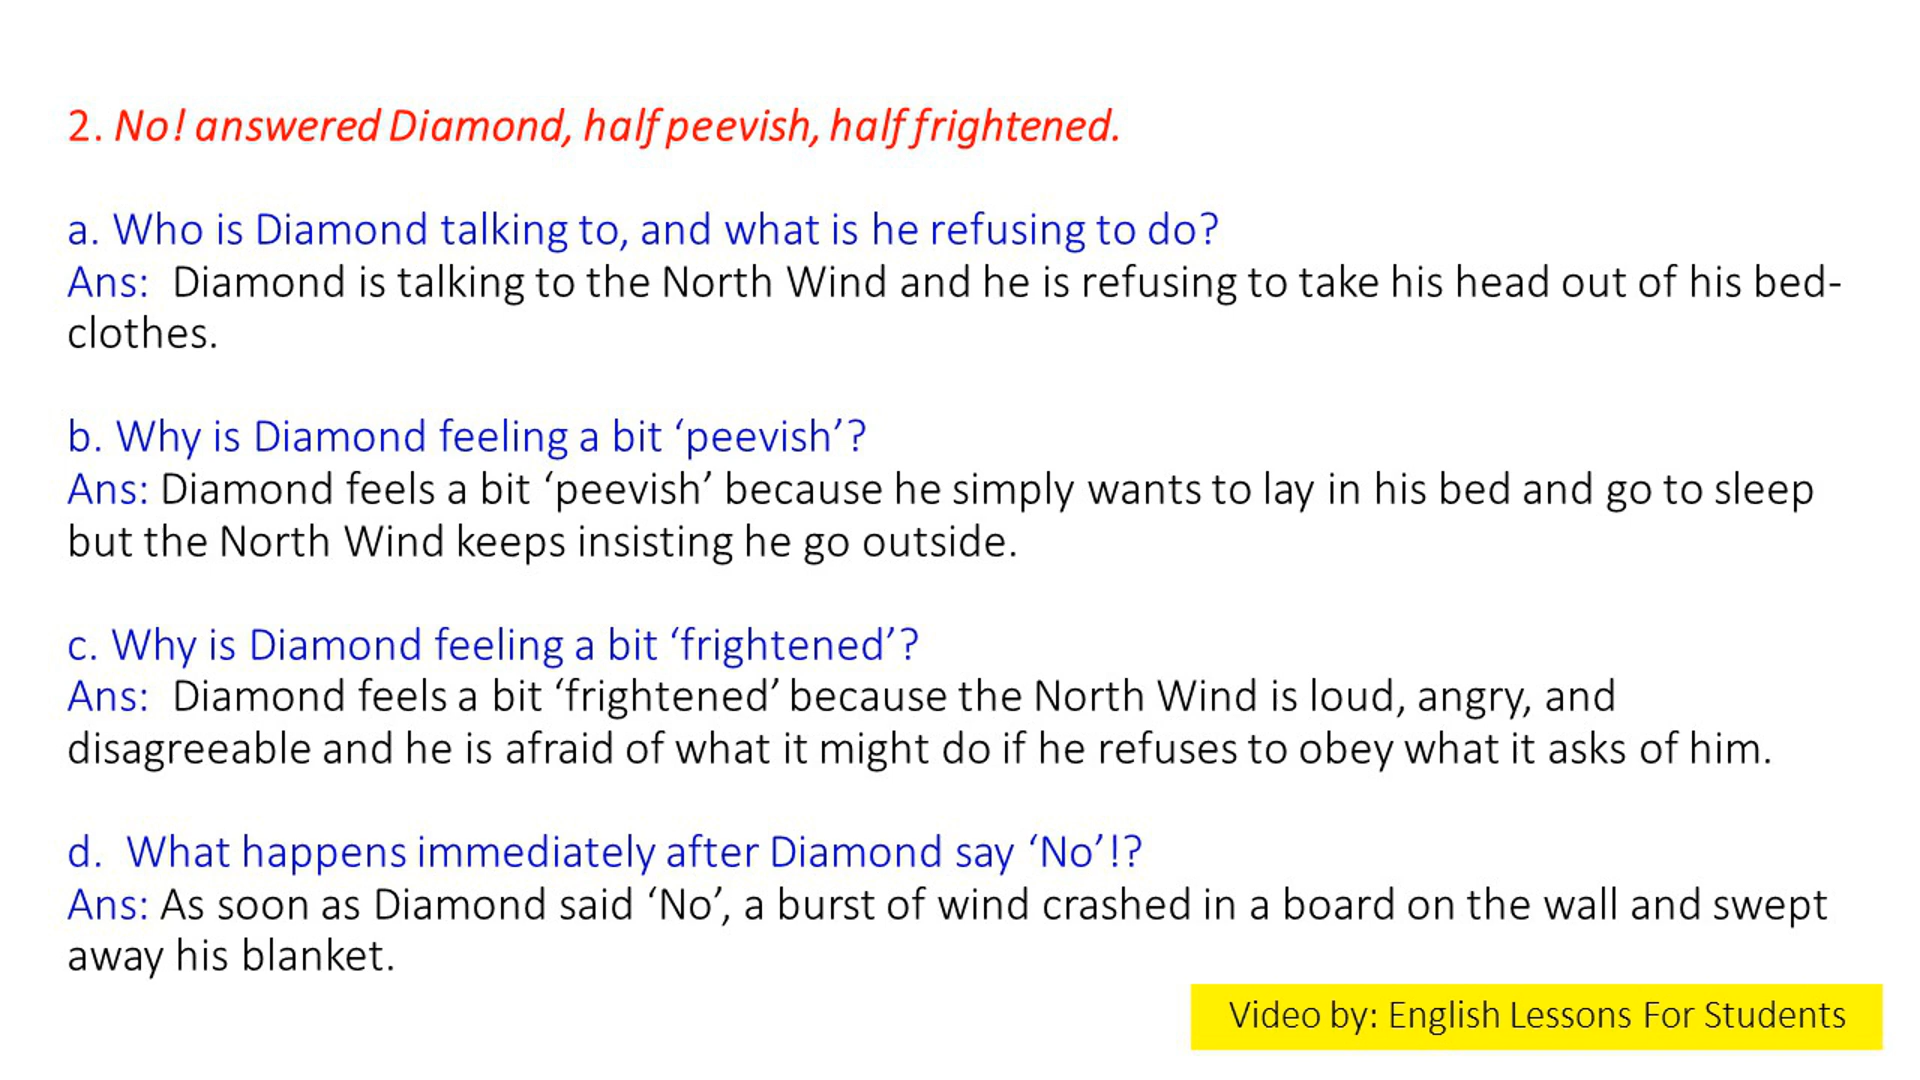 2. No! answered Diamond, half peevish, half frightened.
a. Who is Diamond talking to, and what is he refusing to do?
Ans: Diamond is talking to the North Wind and he is refusing to take his head out of his bed-
clothes.
b. Why is Diamond feeling a bit ‘peevish’?
Ans: Diamond feels a bit ‘peevish’ because he simply wants to lay in his bed and go to sleep
but the North Wind keeps insisting he go outside.
c. Why is Diamond feeling a bit ‘frightened’?
Ans: Diamond feels a bit ‘frightened’ because the North Wind is loud, angry, and
disagreeable and he is afraid of what it might do if he refuses to obey what it asks of him.
d. What happens immediately after Diamond say ‘No’!?
Ans: As soon as Diamond said ‘No’, a burst of wind crashed in a board on the wall and swept
away his blanket.
Video by: English Lessons For Students